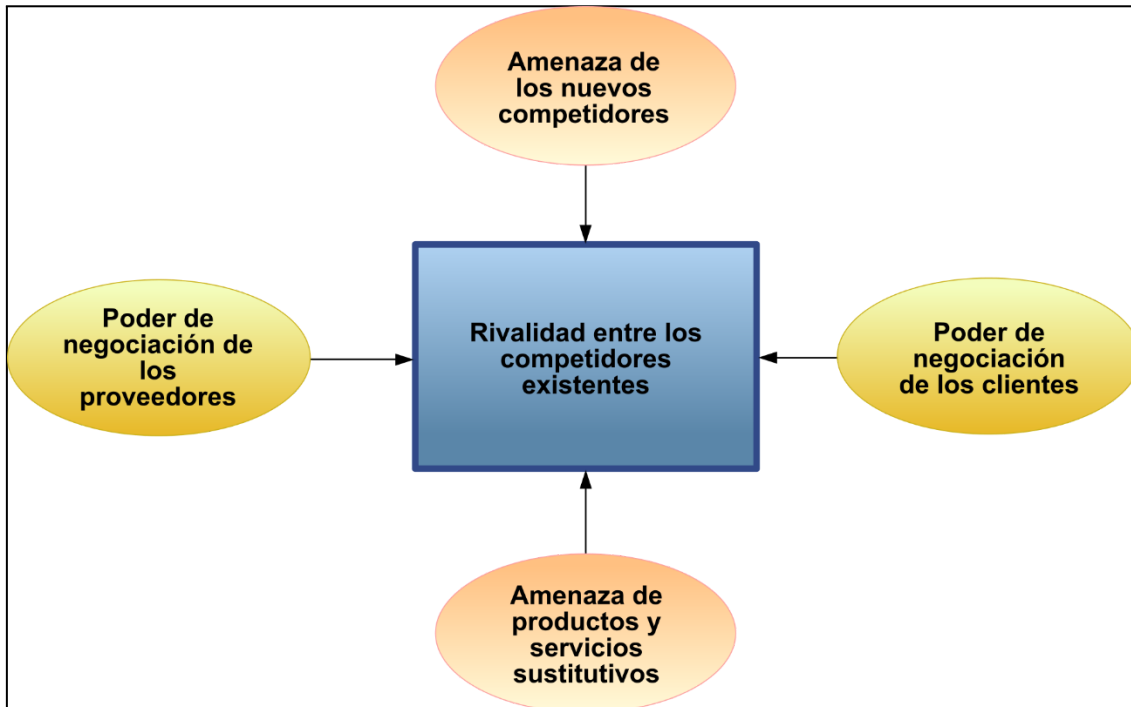 Amenaza de
los nuevos
competidores
Poder de
negociación de
los
proveedores
Rivalidad entre los
competidores
existentes
Poder de
negociación
de los clientes
Amenaza de
productos y
servicios
sustitutivos